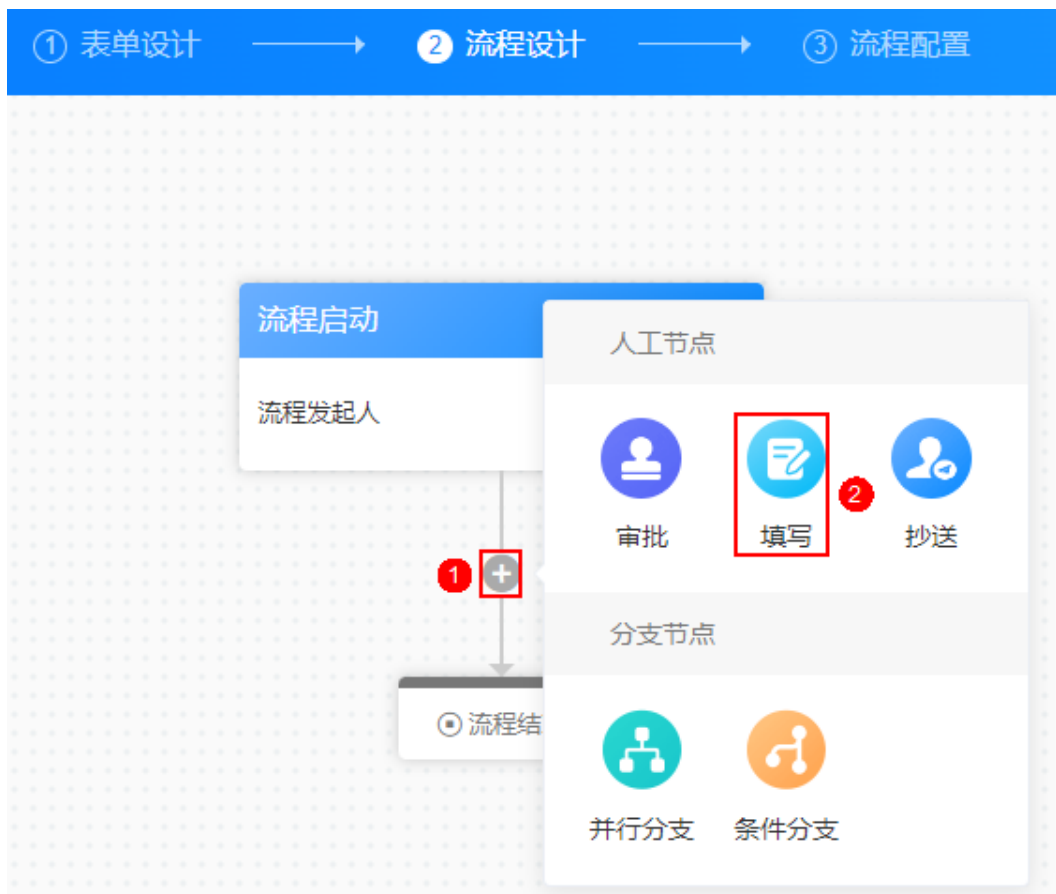 ① 表单设计 ② 流程设计 ③ 流程配置
流程启动
人工节点
流程发起人
审批 填写 2 抄送
1
分支节点
流程结
并行分支 条件分支